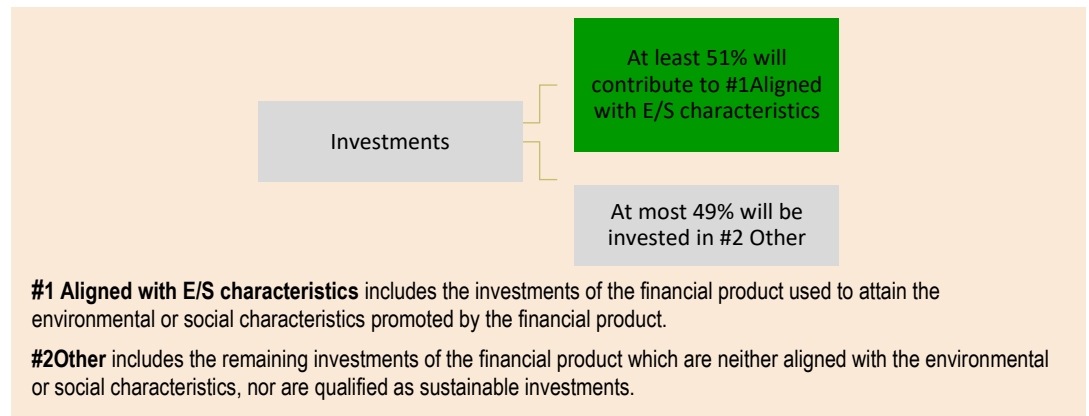 At least 51% will
contribute to #1Aligned
with E/S characteristics
Investments
At most 49% will be
invested in #2 Other
#1 Aligned with E/S characteristics includes the investments of the financial product used to attain the
environmental or social characteristics promoted by the financial product.
#2Other includes the remaining investments of the financial product which are neither aligned with the environmental
or social characteristics, nor are qualified as sustainable investments.